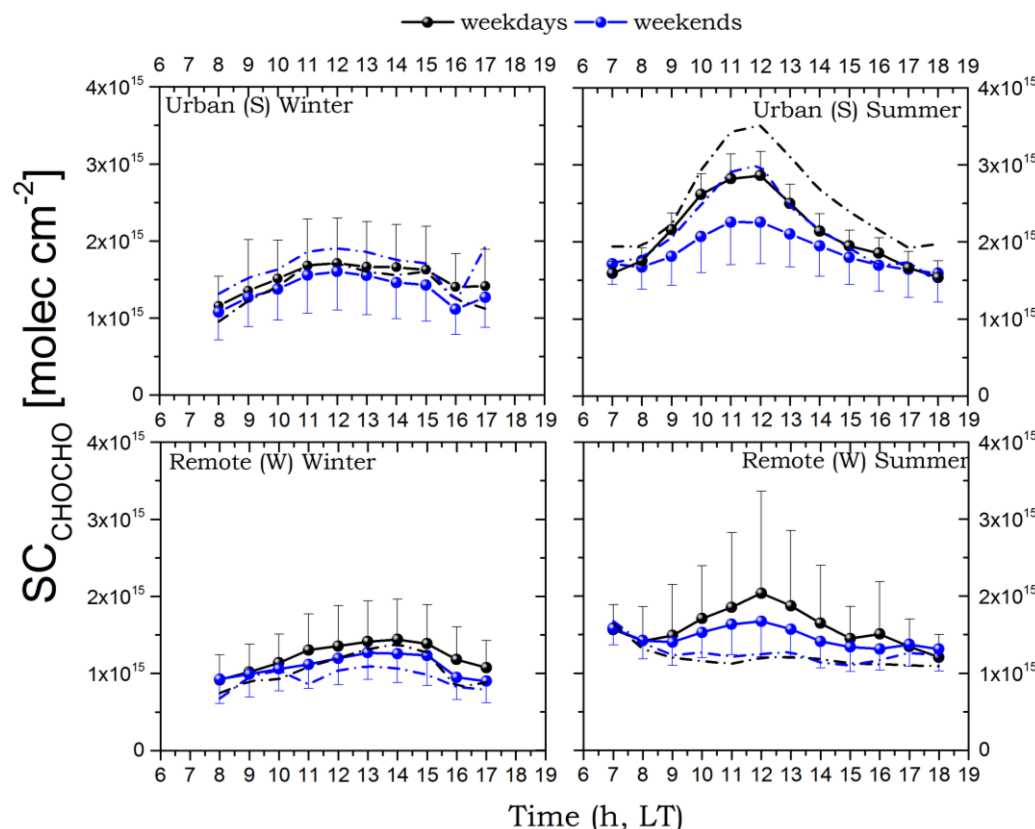 weekdays weekends
6 7 8 9 10 11 12 13 14 15 16 17 18 19 6 7 8 9 10 11 12 13 14 15 16 17 18 19
Urban (S) Winter Urban (S) Summer
4x10^15
3x10^15 3x10^15
2x10^15 2x10^15
1x10^15 1x10^15
0 0
6 7 8 9 10 11 12 13 14 15 16 17 18 19 6 7 8 9 10 11 12 13 14 15 16 17 18 19
4x10^15 4x10^15
Remote (W) Winter Remote (W) Summer
3x10^15 3x10^15
2x10^15 2x10^15
1x10^15 1x10^15
0 0
6 7 8 9 10 11 12 13 14 15 16 17 18 19 6 7 8 9 10 11 12 13 14 15 16 17 18 19
SC_CHOCHO [molec cm^-2]
Time (h, LT)
4x10^15